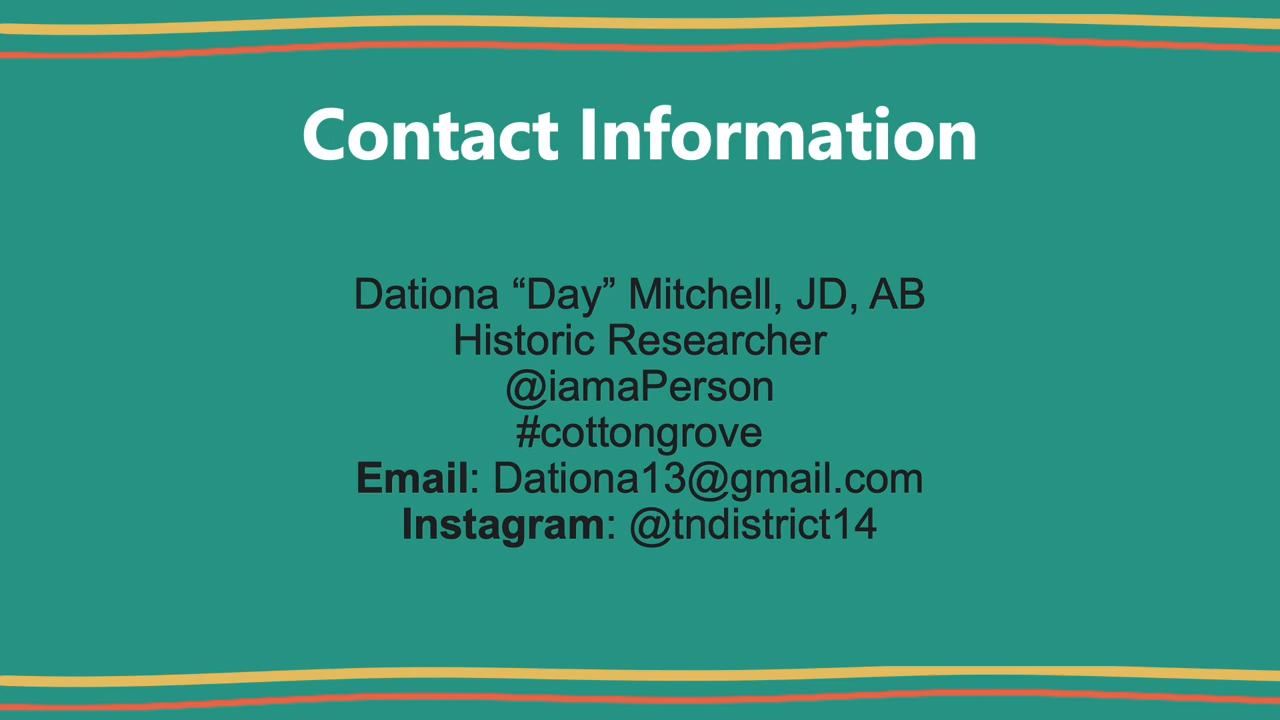 Contact Information
Dationa “Day” Mitchell, JD, AB
Historic Researcher
@iamaPerson
#cottongrove
Email: Dationa13@gmail.com
Instagram: @tndistrict14